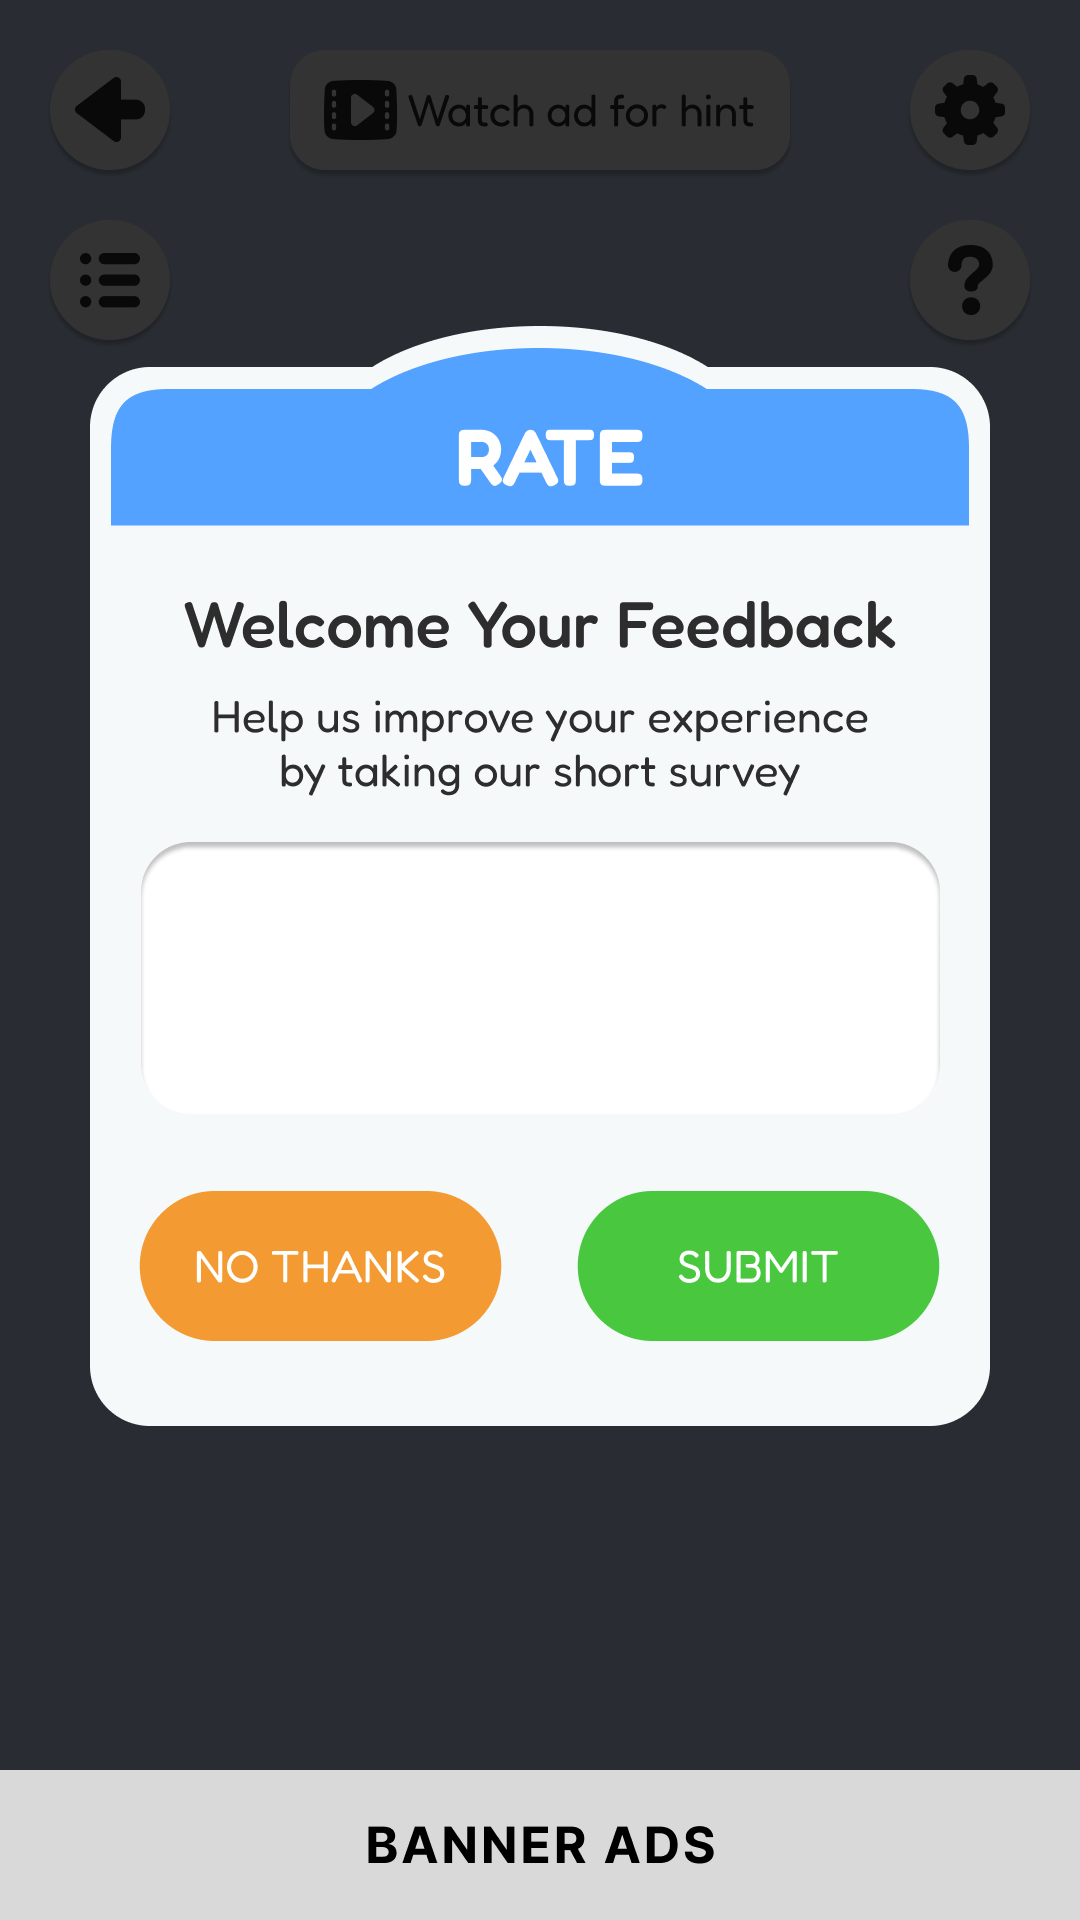 Watch ad for hint
RATE
Welcome Your Feedback
Help us improve your experience
by taking our short survey
NO THANKS
SUBMIT
BANNER ADS